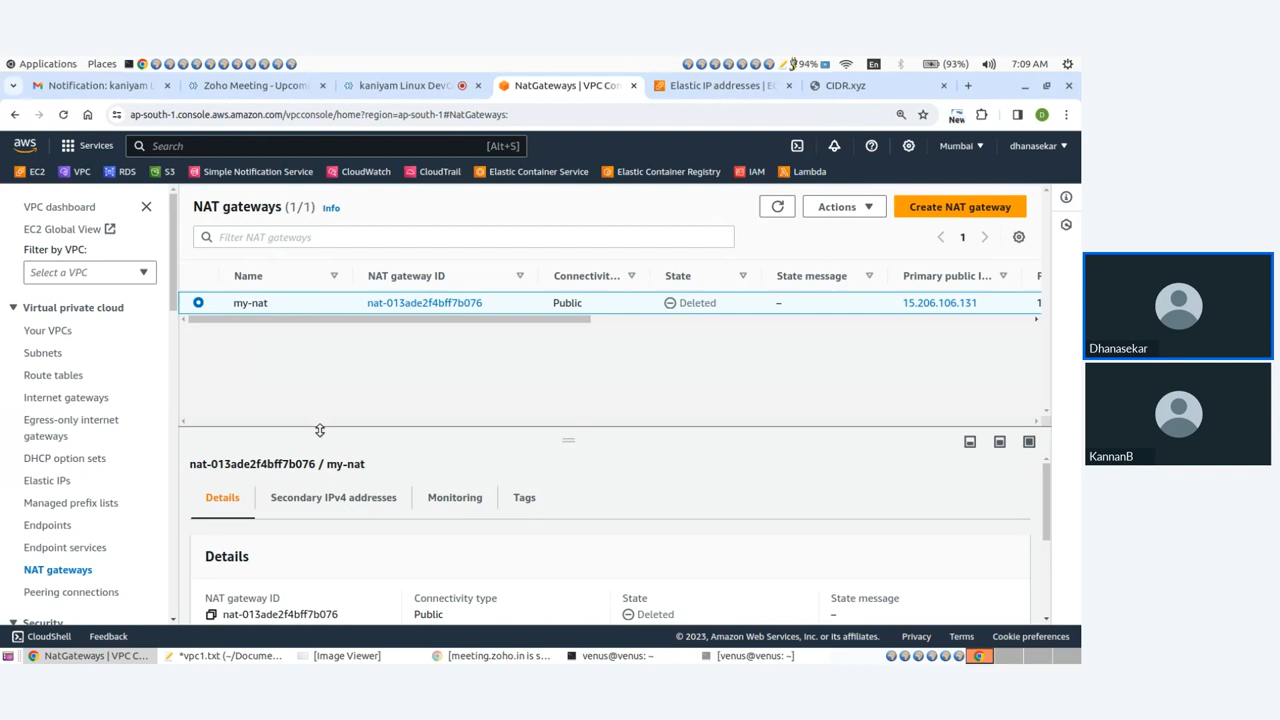 Applications Places 94% En (93%) 7:09 AM
Notification: kaniyam L
Zoho Meeting - Upcomi
kaniyam Linux DevO
NatGateways | VPC Con
Elastic IP addresses | EC
CIDR.xyz
ap-south-1.console.aws.amazon.com/vpcconsole/home?region=ap-south-1#NatGateways:
New
D
aws Services Search [Alt+S] Mumbai dhanasekar
EC2 VPC RDS S3 Simple Notification Service CloudWatch CloudTrail Elastic Container Service Elastic Container Registry IAM Lambda
VPC dashboard
EC2 Global View
Filter by VPC:
Select a VPC
Virtual private cloud
Your VPCs
Subnets
Route tables
Internet gateways
Egress-only internet
gateways
DHCP option sets
Elastic IPs
Managed prefix lists
Endpoints
Endpoint services
NAT gateways
Peering connections
Security
NAT gateways (1/1) Info
Actions
Create NAT gateway
Filter NAT gateways
1
Name NAT gateway ID Connectivit... State State message Primary public I...
my-nat nat-013ade2f4bff7b076 Public Deleted – 15.206.106.131 1
nat-013ade2f4bff7b076 / my-nat
Details Secondary IPv4 addresses Monitoring Tags
Details
NAT gateway ID Connectivity type State State message
nat-013ade2f4bff7b076 Public Deleted –
CloudShell Feedback © 2023, Amazon Web Services, Inc. or its affiliates. Privacy Terms Cookie preferences
NatGateways | VPC C... *vpc1.txt (~/Docume... [Image Viewer] [meeting.zoho.in is s... venus@venus: ~ [venus@venus: ~]
Dhanasekar
KannanB